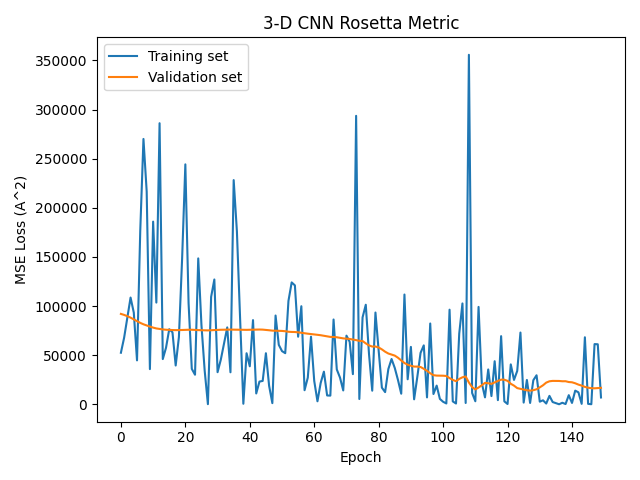 3-D CNN Rosetta Metric
Training set
Validation set
MSE Loss (A^2)
350000
300000
250000
200000
150000
100000
50000
0
0 20 40 60 80 100 120 140
Epoch